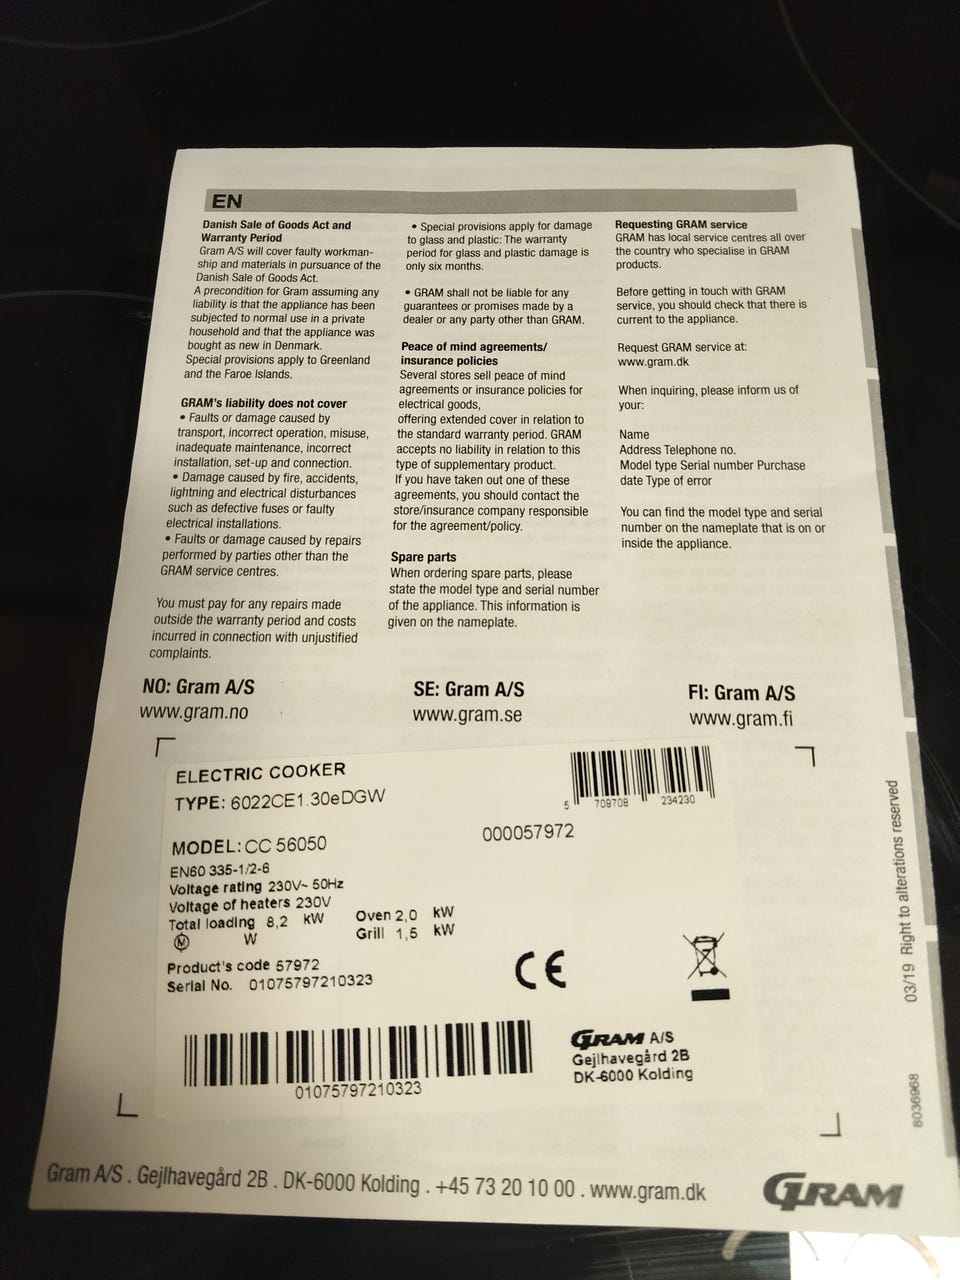 EN
Danish Sale of Goods Act and
Warranty Period
Gram A/S will cover faulty workman-
ship and materials in pursuance of the
Danish Sale of Goods Act.
A precondition for Gram assuming any
liability is that the appliance has been
subjected to normal use in a private
household and that the appliance was
bought as new in Denmark.
Special provisions apply to Greenland
and the Faroe Islands.
GRAM's liability does not cover
• Faults or damage caused by
transport, incorrect operation, misuse,
inadequate maintenance, incorrect
installation, set-up and connection.
• Damage caused by fire, accidents,
lightning and electrical disturbances
such as defective fuses or faulty
electrical installations.
• Faults or damage caused by repairs
performed by parties other than the
GRAM service centres.
You must pay for any repairs made
outside the warranty period and costs
incurred in connection with unjustified
complaints.
• Special provisions apply for damage
to glass and plastic: The warranty
period for glass and plastic damage is
only six months.
• GRAM shall not be liable for any
guarantees or promises made by a
dealer or any party other than GRAM.
Peace of mind agreements/
insurance policies
Several stores sell peace of mind
agreements or insurance policies for
electrical goods,
offering extended cover in relation to
the standard warranty period. GRAM
accepts no liability in relation to this
type of supplementary product.
If you have taken out one of these
agreements, you should contact the
store/insurance company responsible
for the agreement/policy.
Spare parts
When ordering spare parts, please
state the model type and serial number
of the appliance. This information is
given on the nameplate.
Requesting GRAM service
GRAM has local service centres all over
the country who specialise in GRAM
products.
Before getting in touch with GRAM
service, you should check that there is
current to the appliance.
Request GRAM service at:
www.gram.dk
When inquiring, please inform us of
your:
Name
Address Telephone no.
Model type Serial number Purchase
date Type of error
You can find the model type and serial
number on the nameplate that is on or
inside the appliance.
NO: Gram A/S
www.gram.no
SE: Gram A/S
www.gram.se
FI: Gram A/S
www.gram.fi
ELECTRIC COOKER
TYPE: 6022CE1.30eDGW
5 709708 234230
000057972
MODEL: CC 56050
EN60 335-1/2-6
Voltage rating 230V~ 50Hz
Voltage of heaters 230V
Total loading 8,2 kW Oven 2,0 kW
M W Grill 1,5 kW
Product's code 57972
Serial No. 01075797210323
CE
01075797210323
GRAM A/S
Gejlhavegård 2B
DK-6000 Kolding
03/19 Right to alterations reserved
8036968
Gram A/S . Gejlhavegård 2B . DK-6000 Kolding . +45 73 20 10 00 . www.gram.dk
GRAM